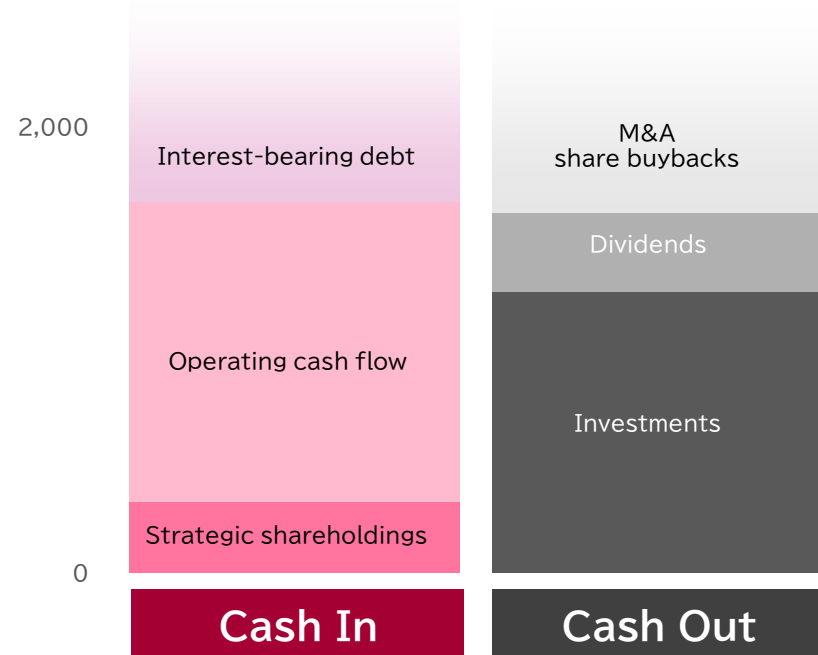 2,000
Interest-bearing debt
Operating cash flow
Strategic shareholdings
0
Cash In
M&A
share buybacks
Dividends
Investments
Cash Out